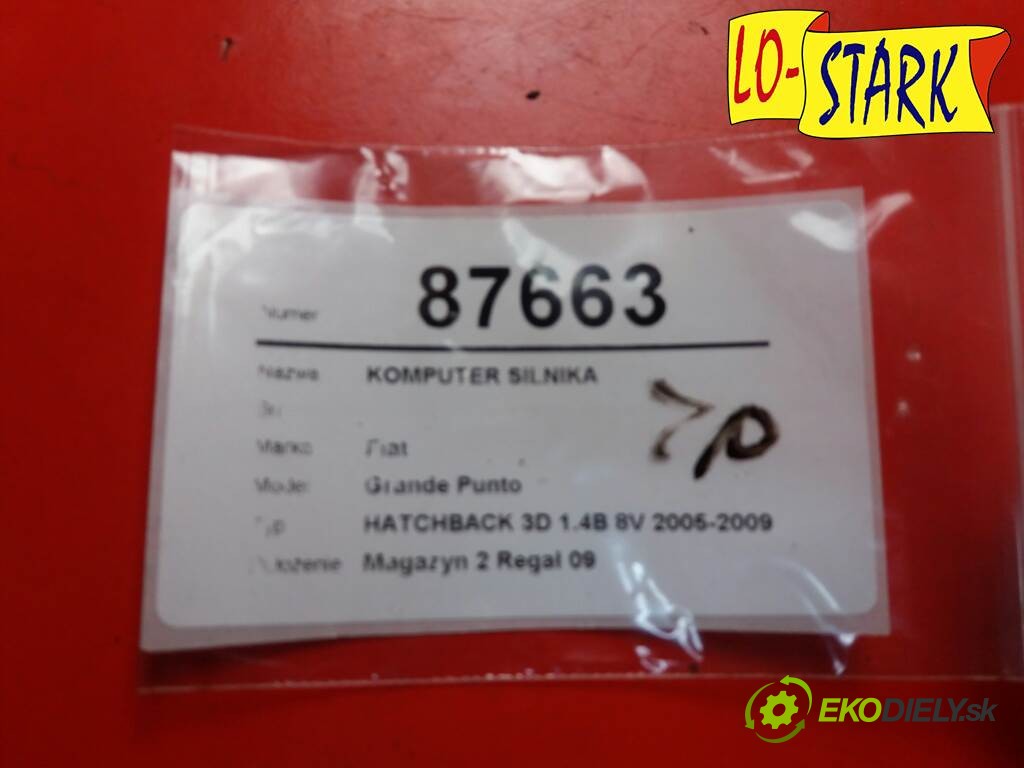 LO-STARK
Numer 87663
Nazwa KOMPUTER SILNIKA
Marka Fiat
Model Grande Punto
Typ HATCHBACK 3D 1.4B 8V 2005-2009
Położenie Magazyn 2 Regał 09
EKODIELY.sk